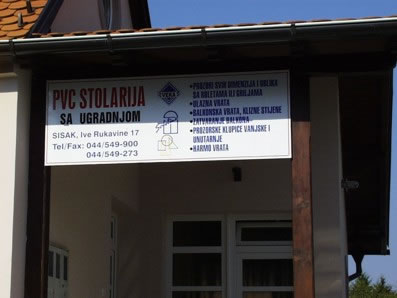 PVC STOLARIJA
SA UGRADNJOM
SISAK, Ive Rukavine 17
Tel/Fax: 044/549-900
044/549-273
VEKA
•PROZORI SVIH DIMENZIJA I OBLIKA
SA ROLETAMA ILI GRILJAMA
•ULAZNA VRATA
•BALKONSKA VRATA, KLIZNE STIJENE
•ZATVARANJE BALKONA
•PROZORSKE KLUPICE VANJSKE I
UNUTARNJE
•HARMO VRATA